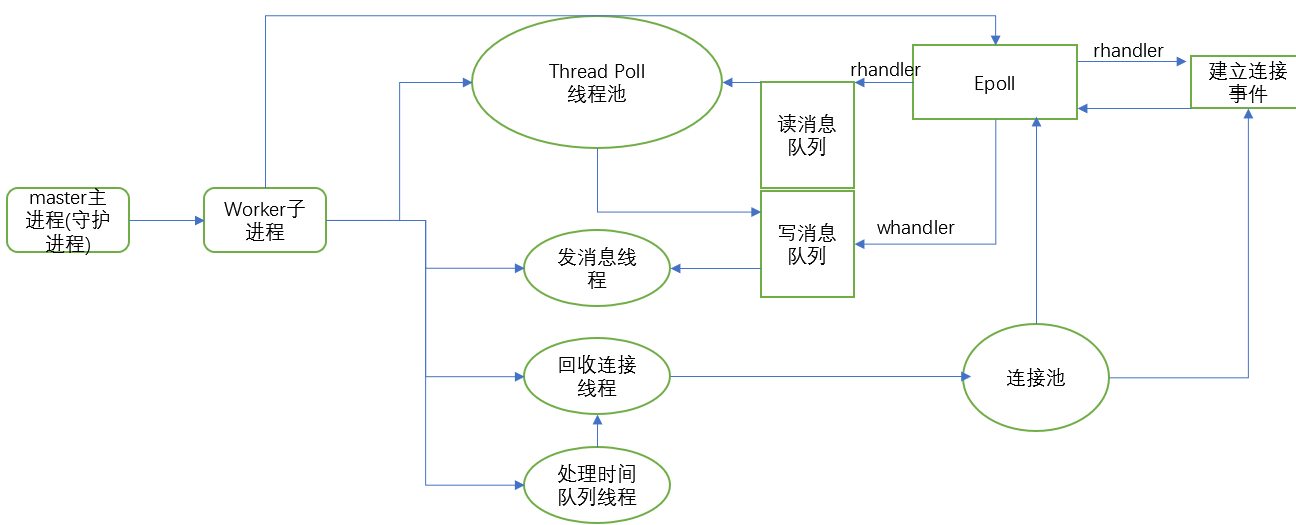 master主
进程(守护
进程)
Worker子
进程
Thread Poll
线程池
rhandler
读消息
队列
写消息
队列
whandler
Epoll
rhandler
建立连接
事件
发消息线
程
回收连接
线程
处理时间
队列线程
连接池